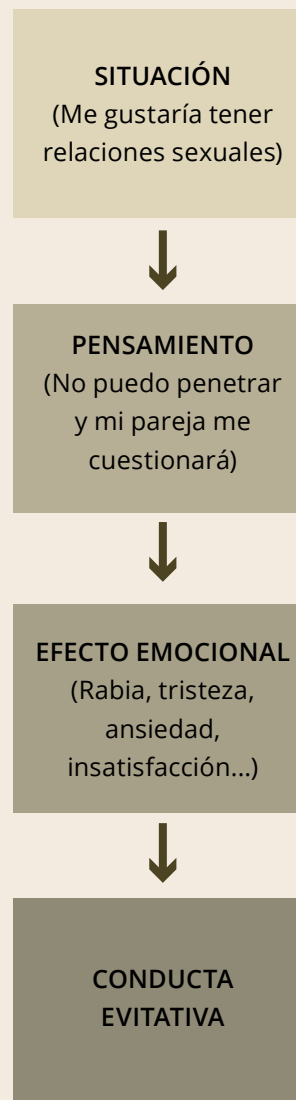 SITUACIÓN
(Me gustaría tener
relaciones sexuales)
PENSAMIENTO
(No puedo penetrar
y mi pareja me
cuestionará)
EFECTO EMOCIONAL
(Rabia, tristeza,
ansiedad,
insatisfacción...)
CONDUCTA
EVITATIVA